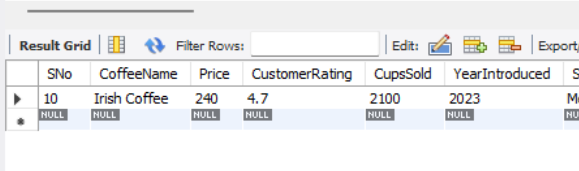 Result Grid Filter Rows: Edit: Export
SNo CoffeeName Price CustomerRating CupsSold YearIntroduced S
10 Irish Coffee 240 4.7 2100 2023 M
NULL NULL NULL NULL NULL NULL